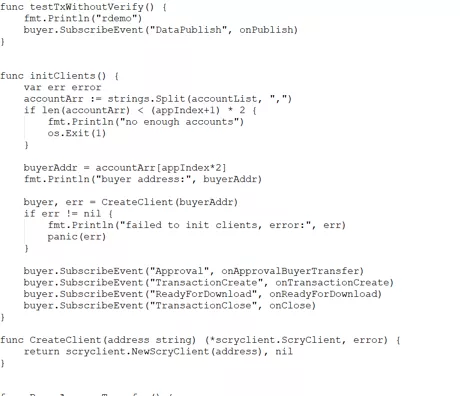 func testTxWithoutVerify() {
    fmt.Println("rdemo")
    buyer.SubscribeEvent("DataPublish", onPublish)
}
func initClients() {
    var err error
    accountArr := strings.Split(accountList, ",")
    if len(accountArr) < (appIndex+1) * 2 {
        fmt.Println("no enough accounts")
        os.Exit(1)
    }
    buyerAddr = accountArr[appIndex*2]
    fmt.Println("buyer address:", buyerAddr)
    buyer, err = CreateClient(buyerAddr)
    if err != nil {
        fmt.Println("failed to init clients, error:", err)
        panic(err)
    }
    buyer.SubscribeEvent("Approval", onApprovalBuyerTransfer)
    buyer.SubscribeEvent("TransactionCreate", onTransactionCreate)
    buyer.SubscribeEvent("ReadyForDownload", onReadyForDownload)
    buyer.SubscribeEvent("TransactionClose", onClose)
}
func CreateClient(address string) (*scryclient.ScryClient, error) {
    return scryclient.NewScryClient(address), nil
}